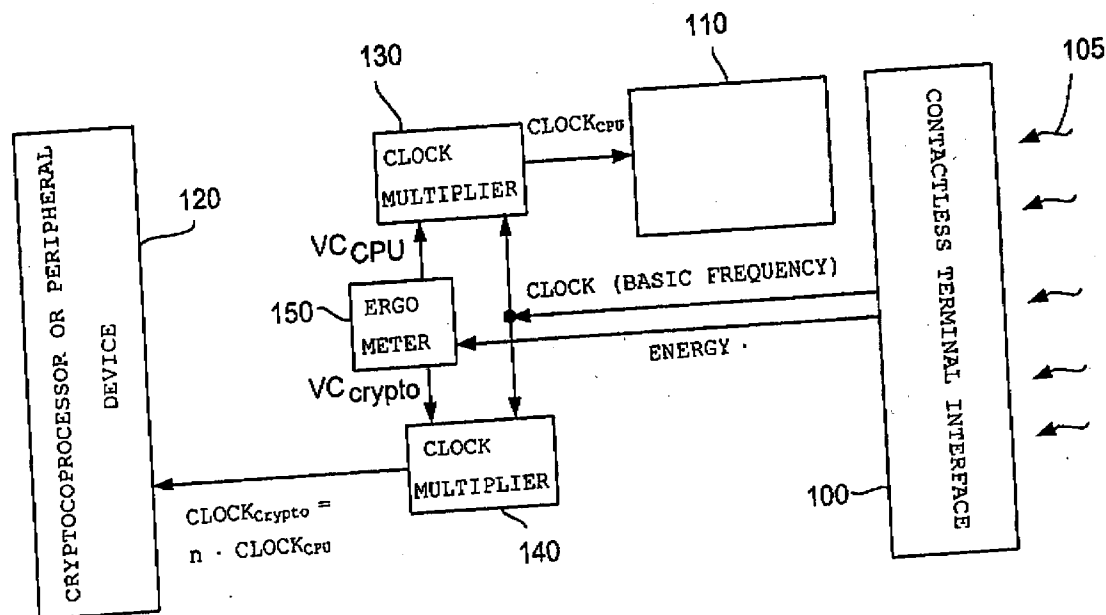 130
110
105
CLOCK
MULTIPLIER
CLOCK_CPU
120
CRYPTOCOPROCESSOR OR PERIPHERAL
DEVICE
VC_CPU
150
ERGO
METER
CLOCK (BASIC FREQUENCY)
ENERGY
VC_crypto
CLOCK
MULTIPLIER
CLOCK_Crypto =
n · CLOCK_CPU
140
100
CONTACTLESS TERMINAL INTERFACE